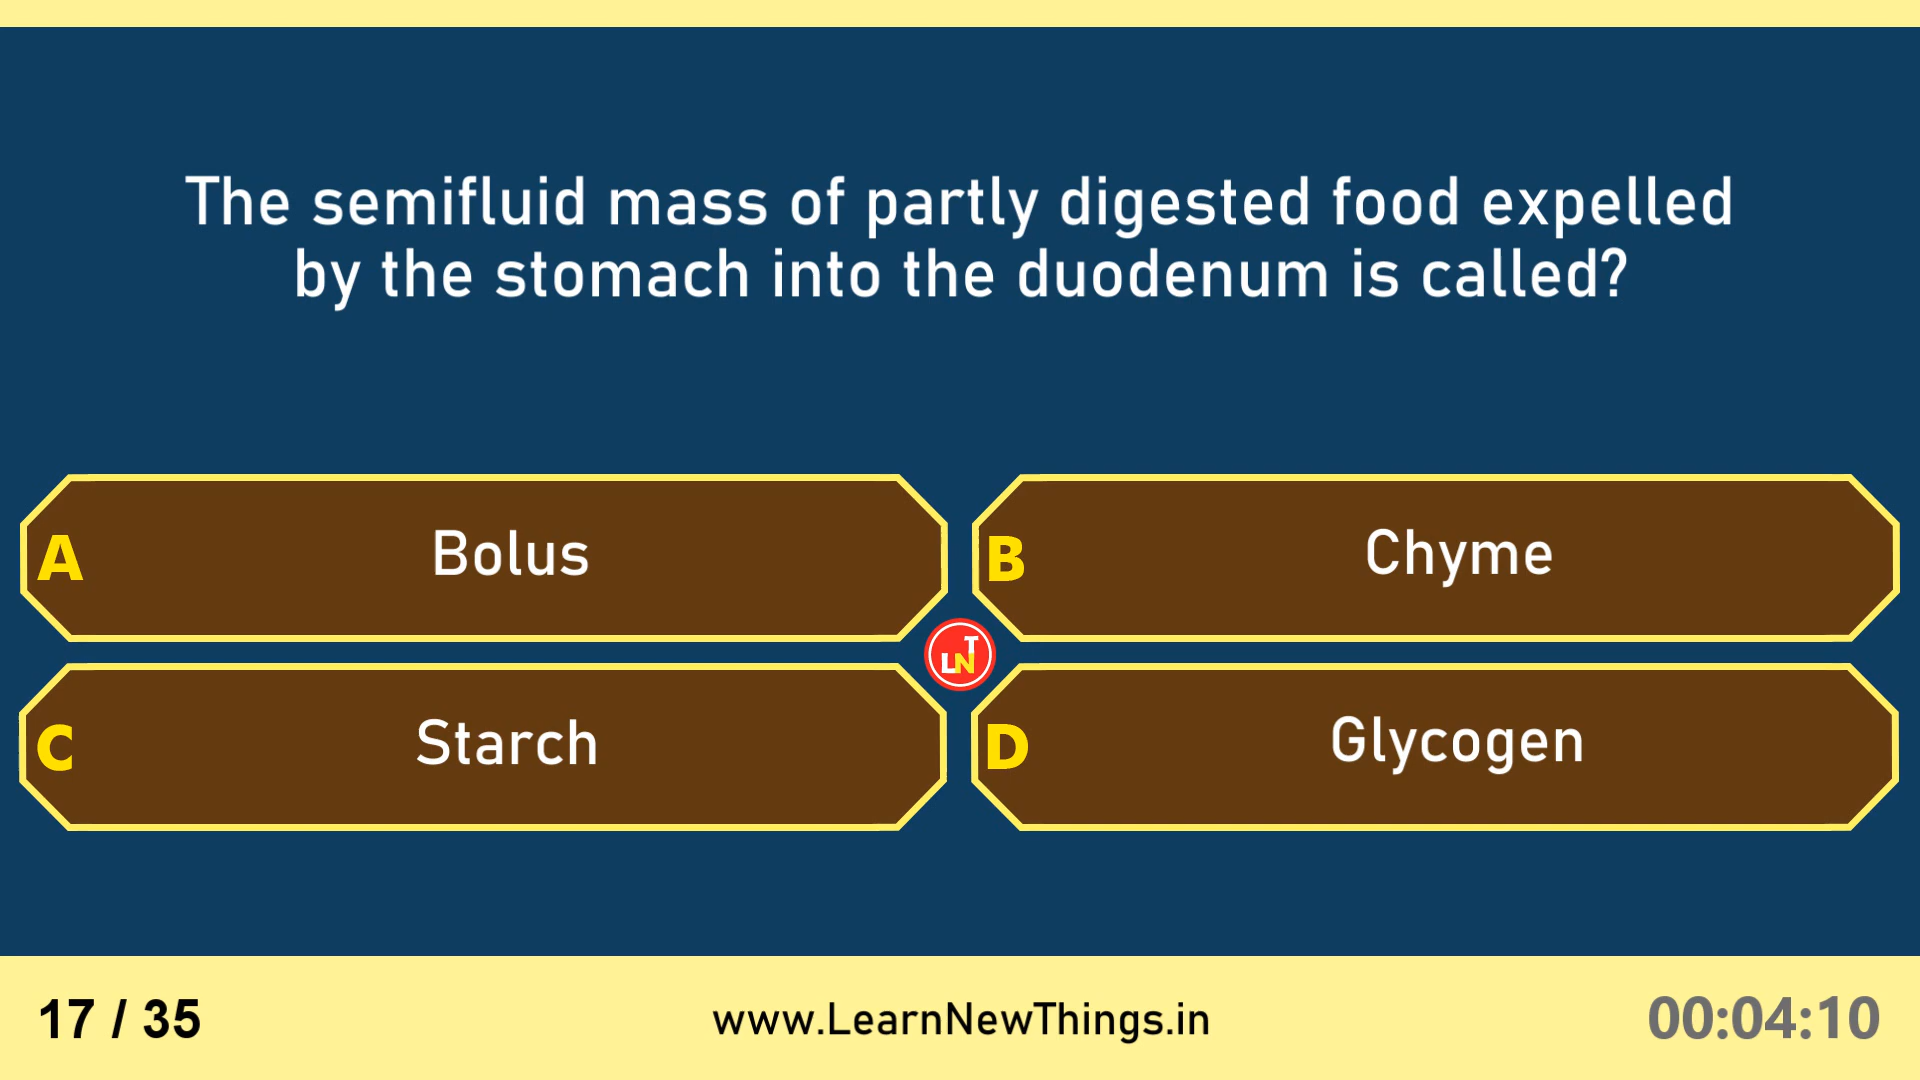 The semifluid mass of partly digested food expelled
by the stomach into the duodenum is called?
A Bolus
B Chyme
LNT
C Starch
D Glycogen
17 / 35
www.LearnNewThings.in
00:04:10